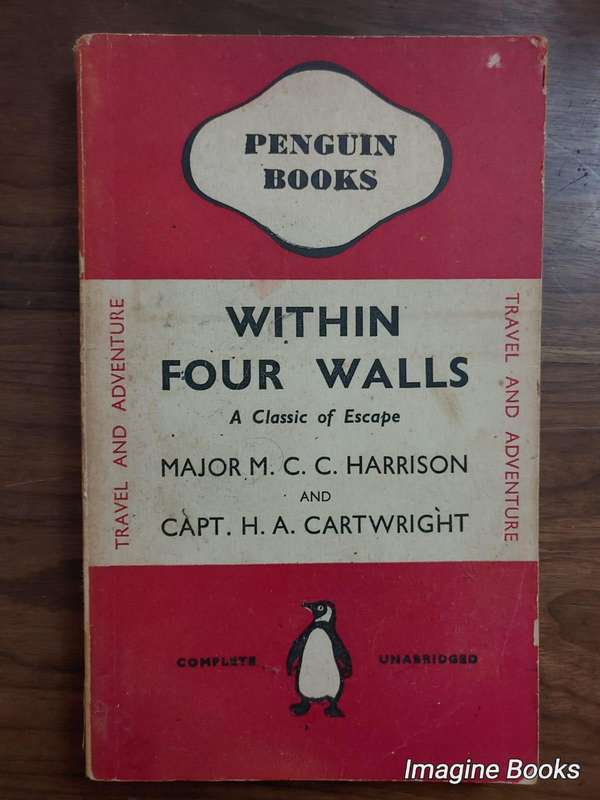 PENGUIN
BOOKS
WITHIN
FOUR WALLS
A Classic of Escape
MAJOR M. C. C. HARRISON
AND
CAPT. H. A. CARTWRIGHT
TRAVEL AND ADVENTURE
TRAVEL AND ADVENTURE
COMPLETE UNABRIDGED
Imagine Books